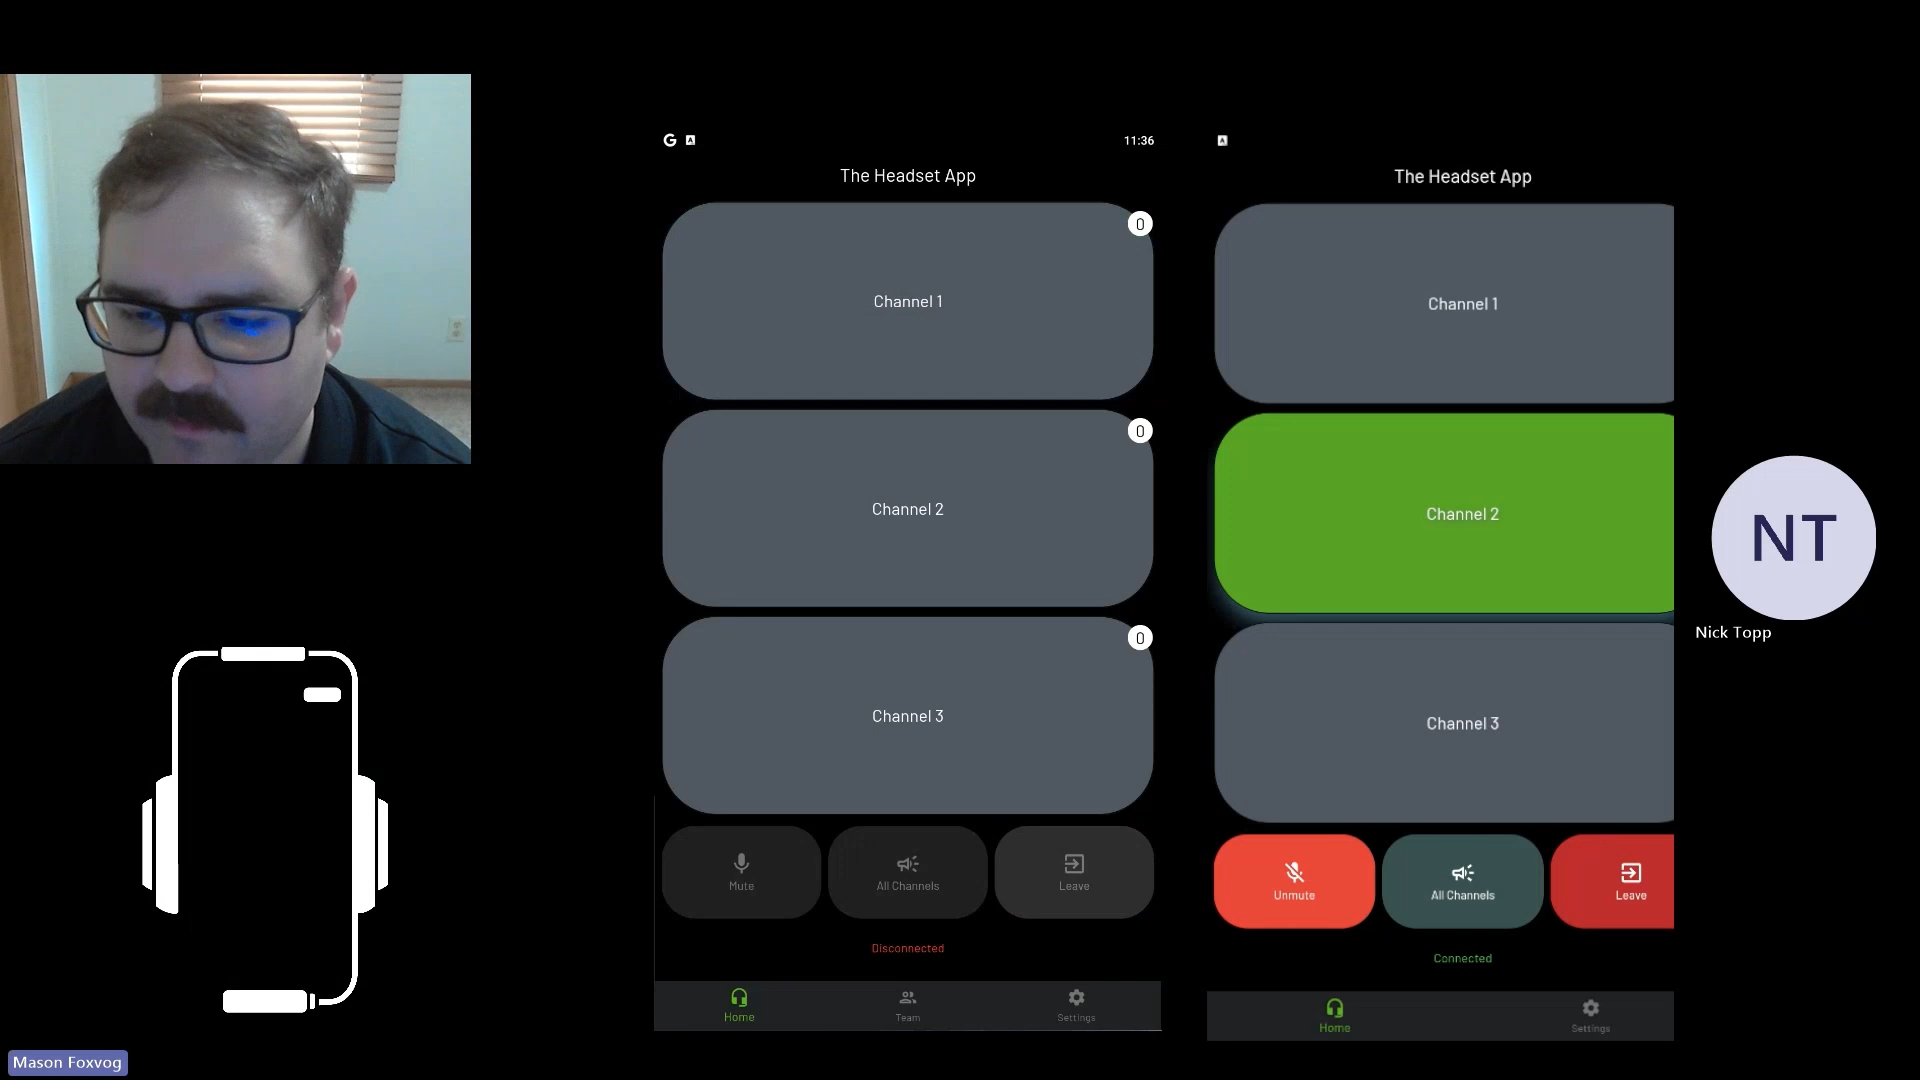 11:36
The Headset App
0
Channel 1
0
Channel 2
0
Channel 3
Mute
All Channels
Leave
Disconnected
Home
Team
Settings
The Headset App
Channel 1
Channel 2
Channel 3
Unmute
All Channels
Leave
Connected
Home
Settings
NT
Nick Topp
Mason Foxvog